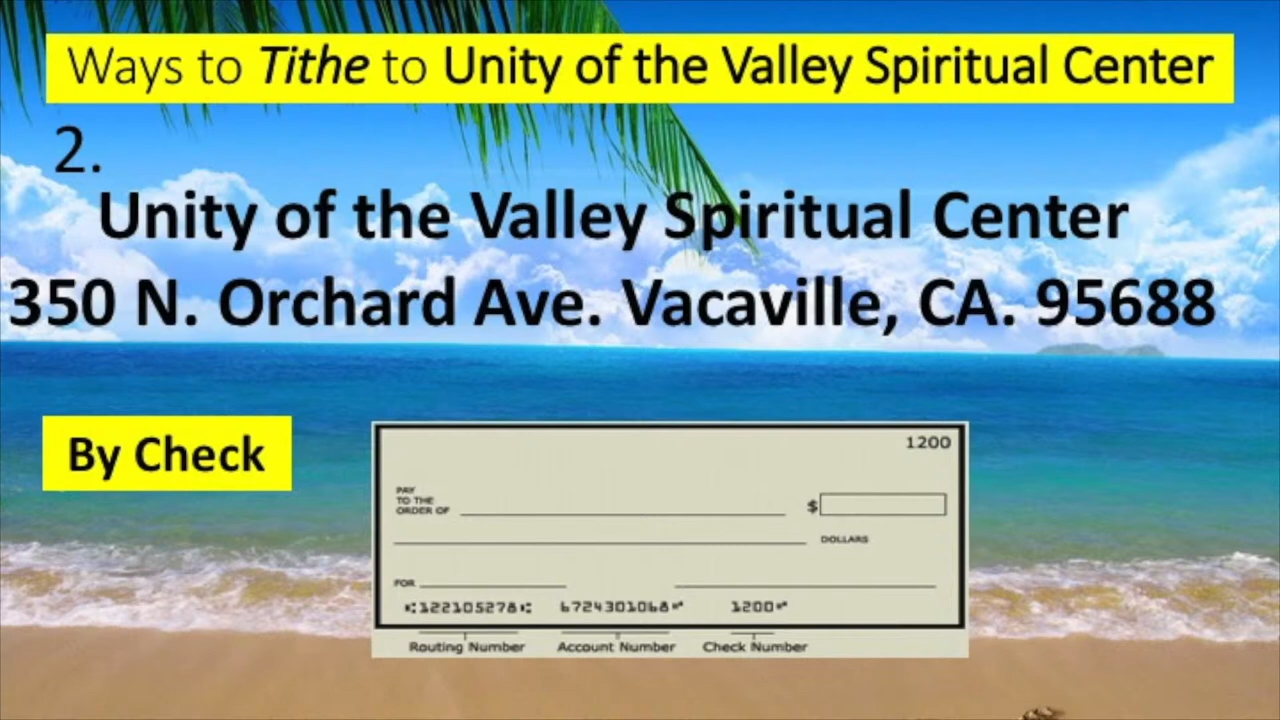 Ways to Tithe to Unity of the Valley Spiritual Center
2.
Unity of the Valley Spiritual Center
350 N. Orchard Ave. Vacaville, CA. 95688
By Check
1200
PAY
TO THE
ORDER OF
$
DOLLARS
FOR
⑆122105278⑆ 6724301068⑈ 1200⑈
Routing Number Account Number Check Number